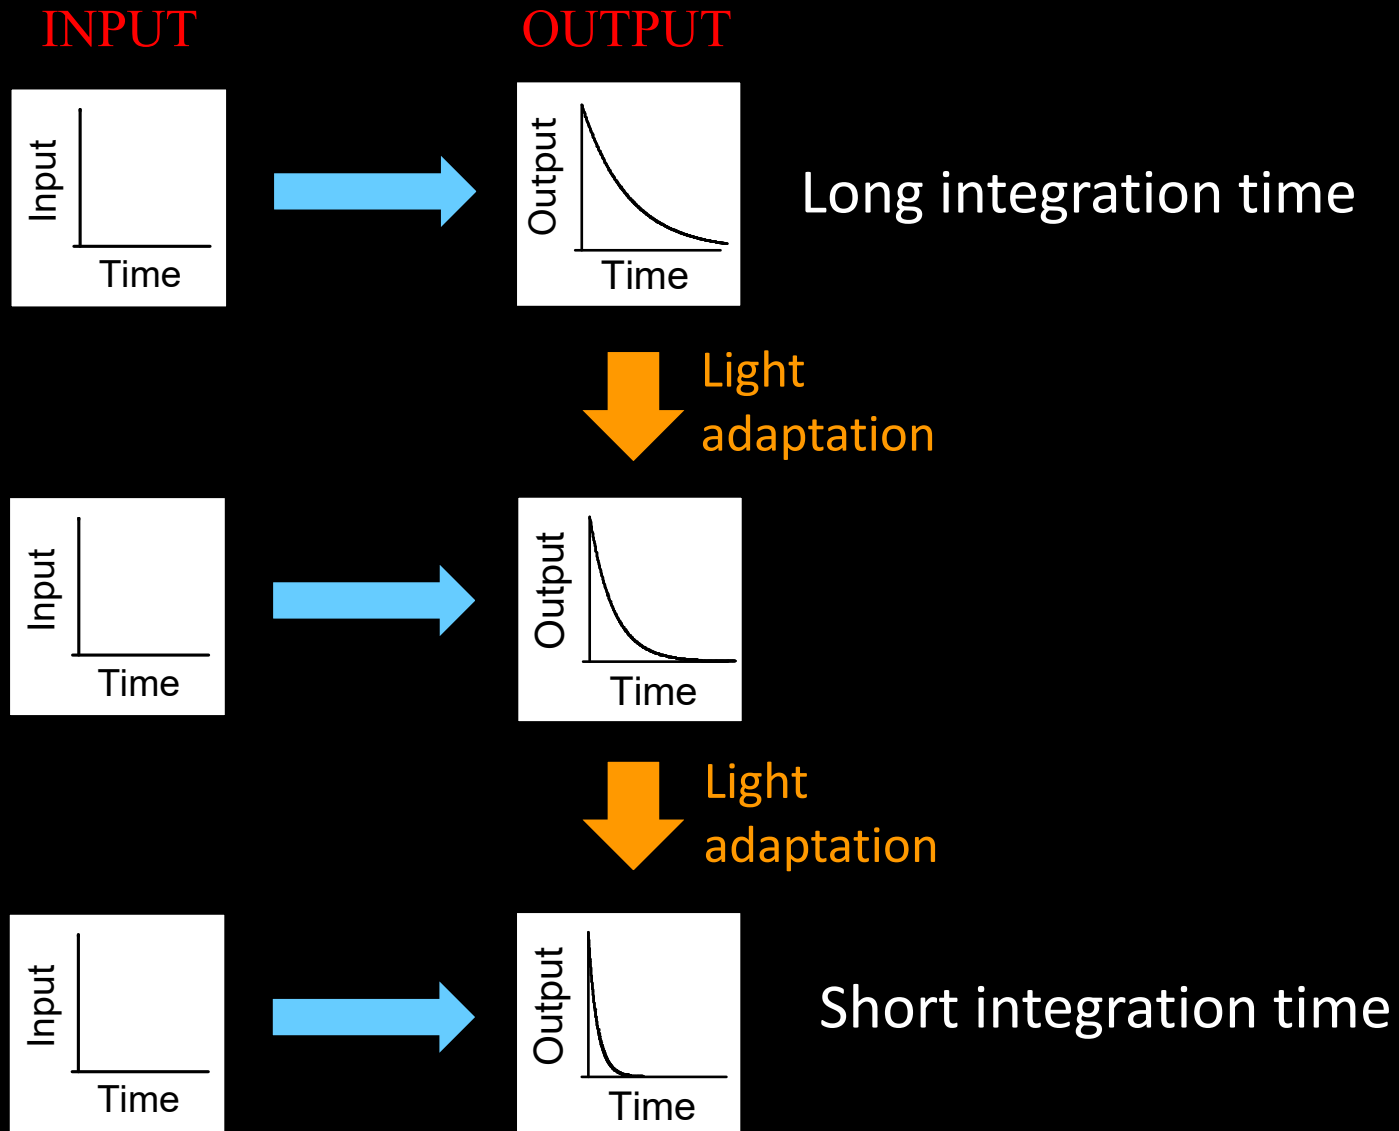 INPUT
OUTPUT
Input
Time
Output
Time
Long integration time
Light
adaptation
Input
Time
Output
Time
Light
adaptation
Input
Time
Output
Time
Short integration time